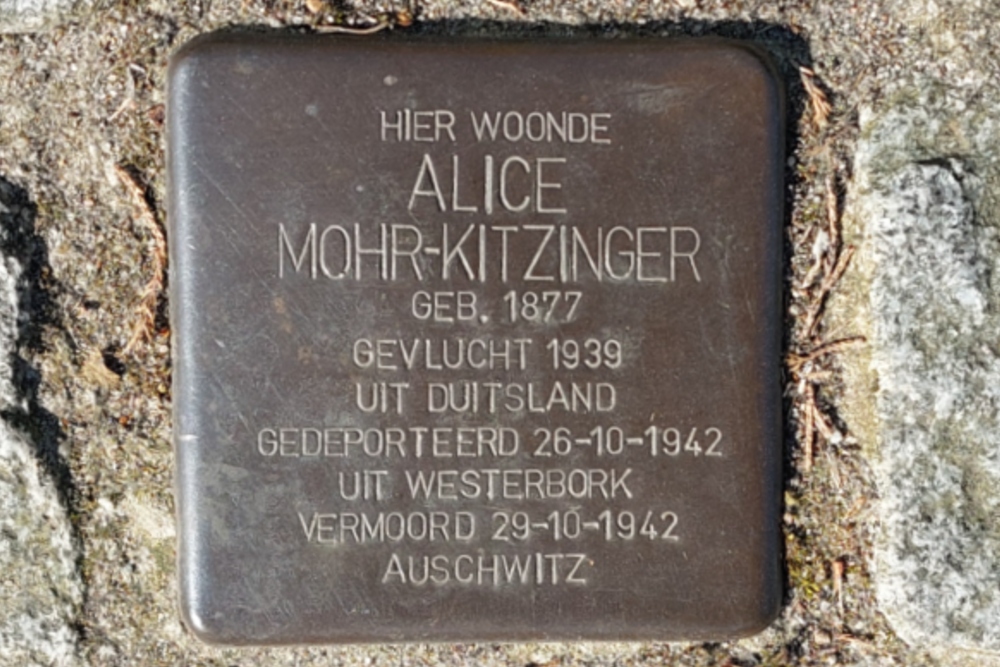 HIER WOONDE
ALICE
MOHR-KITZINGER
GEB. 1877
GEVLUCHT 1939
UIT DUITSLAND
GEDEPORTEERD 26-10-1942
UIT WESTERBORK
VERMOORD 29-10-1942
AUSCHWITZ